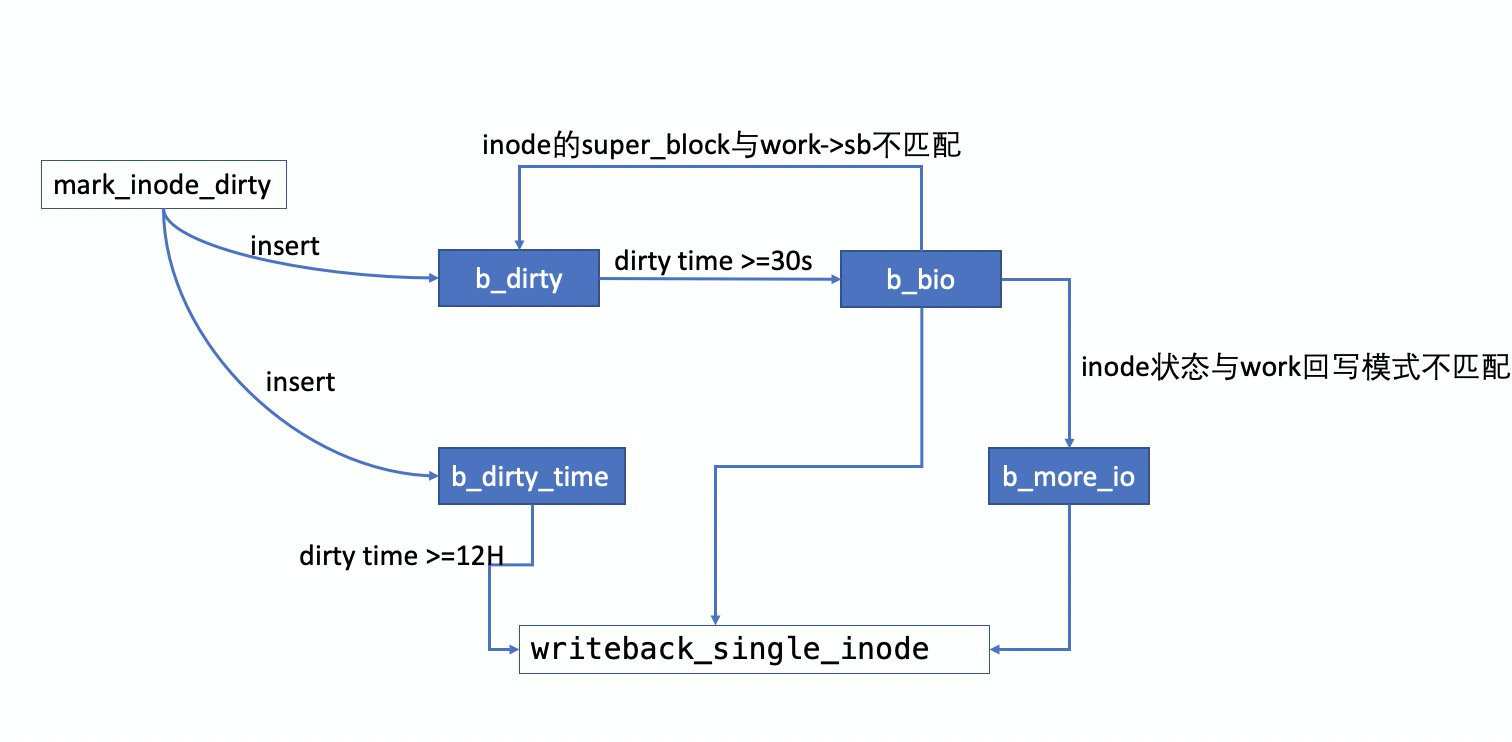 inode的super_block与work->sb不匹配
mark_inode_dirty
insert
dirty time >=30s
b_dirty
b_bio
inode状态与work回写模式不匹配
insert
b_dirty_time
b_more_io
dirty time >=12H
writeback_single_inode